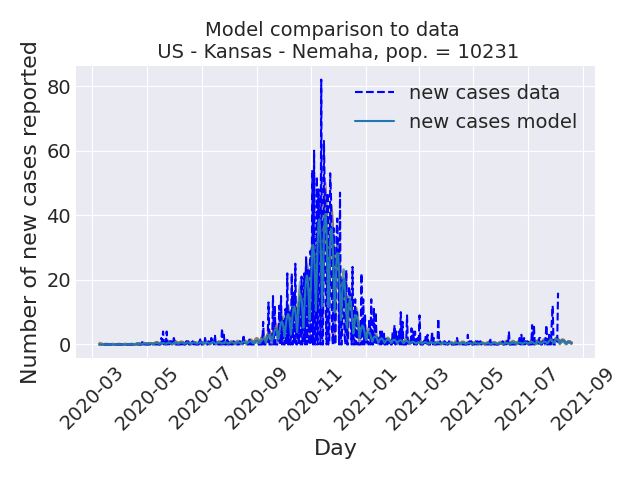 Model comparison to data
US - Kansas - Nemaha, pop. = 10231
Number of new cases reported
80
60
40
20
0
new cases data
new cases model
2020-03
2020-05
2020-07
2020-09
2020-11
2021-01
2021-03
2021-05
2021-07
2021-09
Day